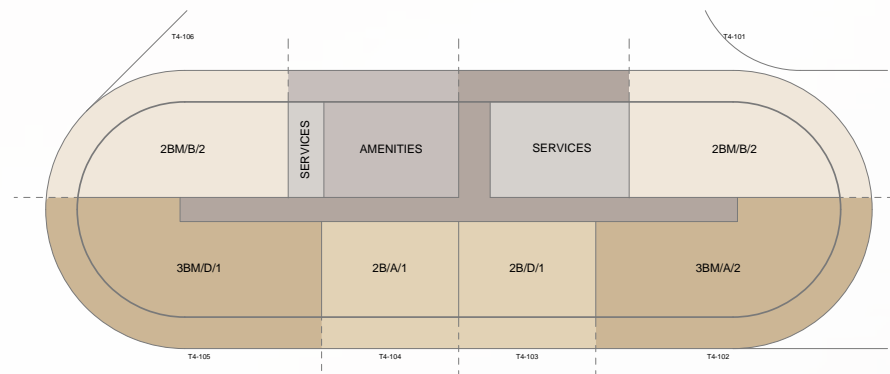 T4-106
T4-101
2BM/B/2
SERVICES
AMENITIES
SERVICES
2BM/B/2
3BM/D/1
2B/A/1
2B/D/1
3BM/A/2
T4-105
T4-104
T4-103
T4-102